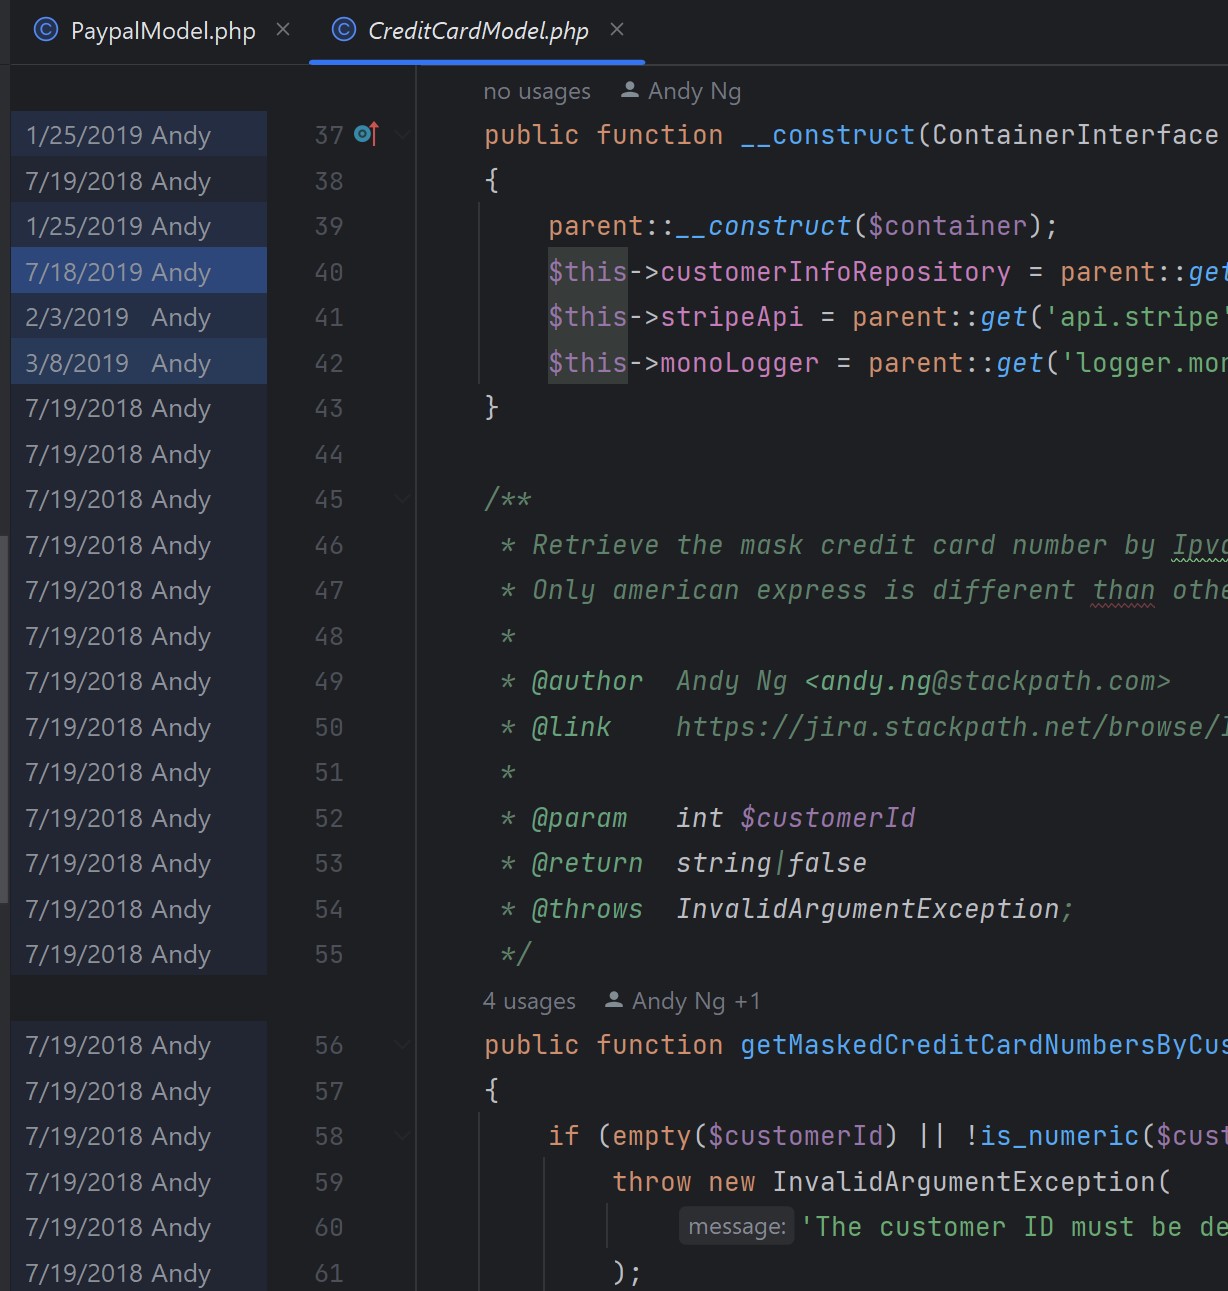 PaypalModel.php CreditCardModel.php
no usages Andy Ng
1/25/2019 Andy 37 public function __construct(ContainerInterface
7/19/2018 Andy 38 {
1/25/2019 Andy 39 parent::__construct($container);
7/18/2019 Andy 40 $this->customerInfoRepository = parent::get
2/3/2019 Andy 41 $this->stripeApi = parent::get('api.stripe'
3/8/2019 Andy 42 $this->monoLogger = parent::get('logger.mon
7/19/2018 Andy 43 }
7/19/2018 Andy 44
7/19/2018 Andy 45 /**
7/19/2018 Andy 46 * Retrieve the mask credit card number by
7/19/2018 Andy 47 * Only american express is different than othe
7/19/2018 Andy 48 *
7/19/2018 Andy 49 * @author Andy Ng <andy.ng@stackpath.com>
7/19/2018 Andy 50 * @link https://jira.stackpath.net/browse/
7/19/2018 Andy 51 *
7/19/2018 Andy 52 * @param int $customerId
7/19/2018 Andy 53 * @return string|false
7/19/2018 Andy 54 * @throws InvalidArgumentException;
7/19/2018 Andy 55 */
4 usages Andy Ng +1
7/19/2018 Andy 56 public function getMaskedCreditCardNumbersByCus
7/19/2018 Andy 57 {
7/19/2018 Andy 58 if (empty($customerId) || !is_numeric($cust
7/19/2018 Andy 59 throw new InvalidArgumentException(
7/19/2018 Andy 60 message: 'The customer ID must be de
7/19/2018 Andy 61 );